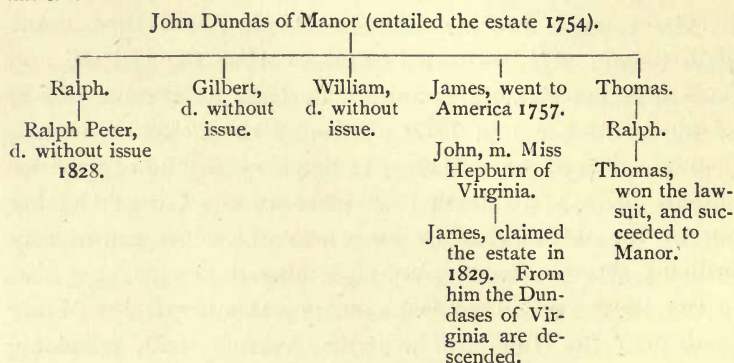 John Dundas of Manor (entailed the estate 1754).
Ralph.
Ralph Peter,
d. without issue
1828.
Gilbert,
d. without
issue.
William,
d. without
issue.
James, went to
America 1757.
John, m. Miss
Hepburn of
Virginia.
James, claimed
the estate in
1829. From
him the Dun-
dases of Vir-
ginia are de-
scended.
Thomas.
Ralph.
Thomas,
won the law-
suit, and suc-
ceeded to
Manor.